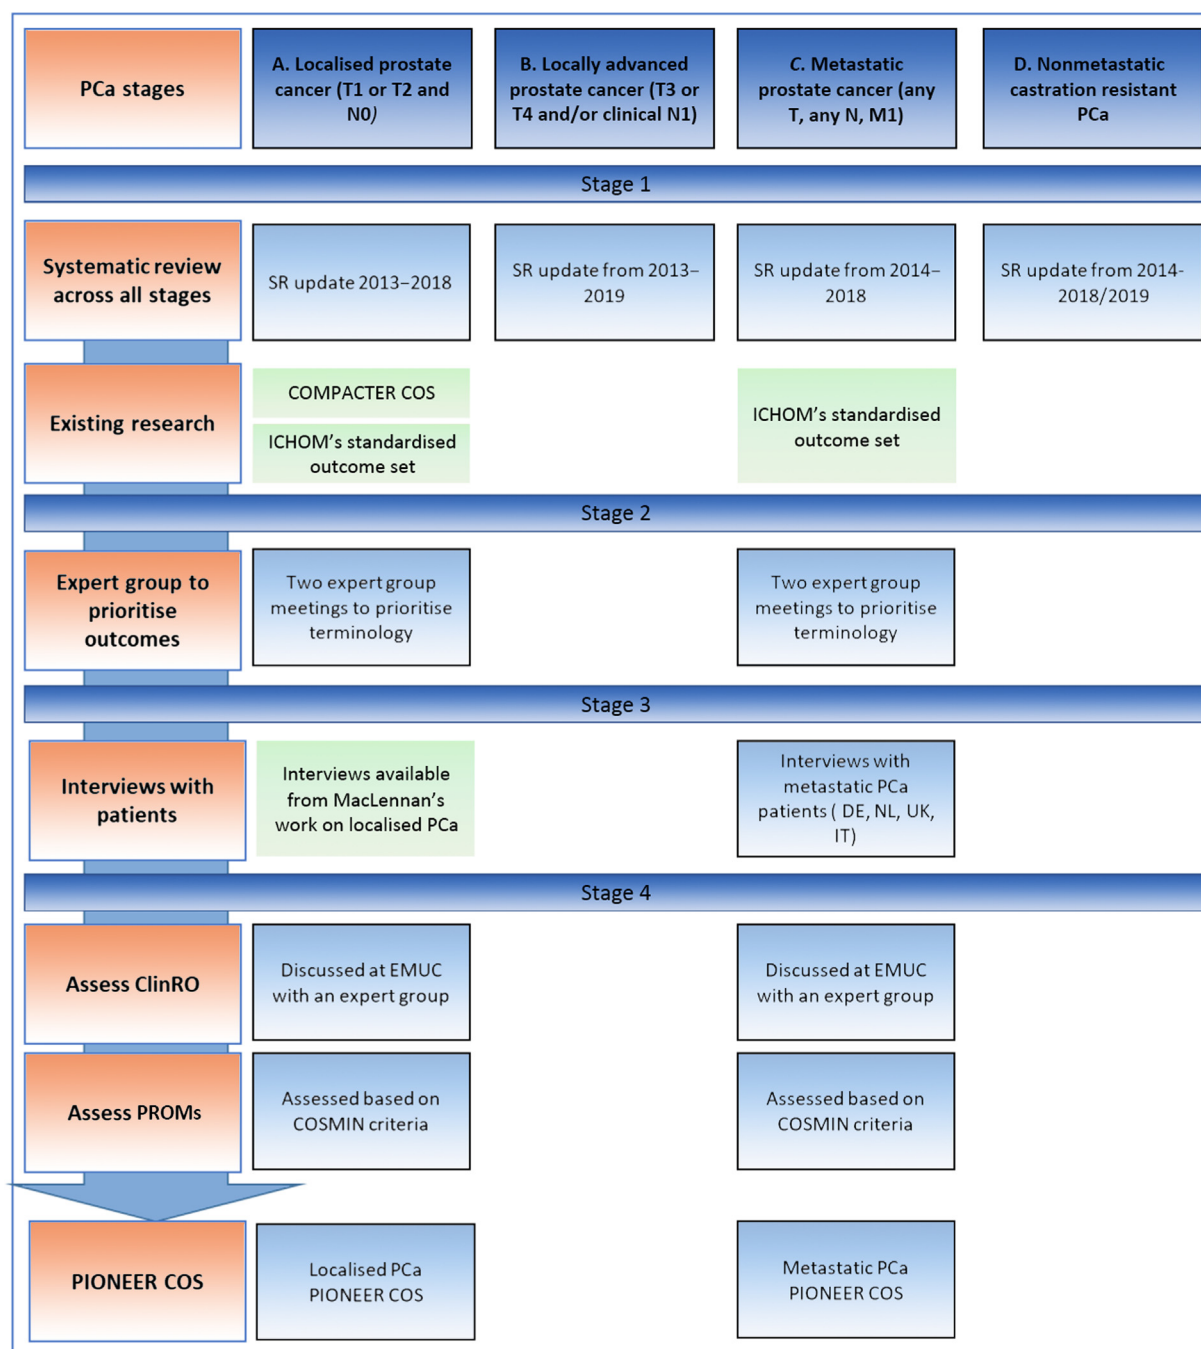 PCa stages
A. Localised prostate
cancer (T1 or T2 and
N0)
B. Locally advanced
prostate cancer (T3 or
T4 and/or clinical N1)
C. Metastatic
prostate cancer (any
T, any N, M1)
D. Nonmetastatic
castration resistant
PCa
Stage 1
Systematic review
across all stages
SR update 2013–2018
SR update from 2013–
2019
SR update from 2014–
2018
SR update from 2014-
2018/2019
Existing research
COMPACTER COS
ICHOM’s standardised
outcome set
ICHOM’s standardised
outcome set
Stage 2
Expert group to
prioritise
outcomes
Two expert group
meetings to prioritise
terminology
Two expert group
meetings to prioritise
terminology
Stage 3
Interviews with
patients
Interviews available
from MacLennan’s
work on localised PCa
Interviews with
metastatic PCa
patients ( DE, NL, UK,
IT)
Stage 4
Assess ClinRO
Discussed at EMUC
with an expert group
Discussed at EMUC
with an expert group
Assess PROMs
Assessed based on
COSMIN criteria
Assessed based on
COSMIN criteria
PIONEER COS
Localised PCa
PIONEER COS
Metastatic PCa
PIONEER COS